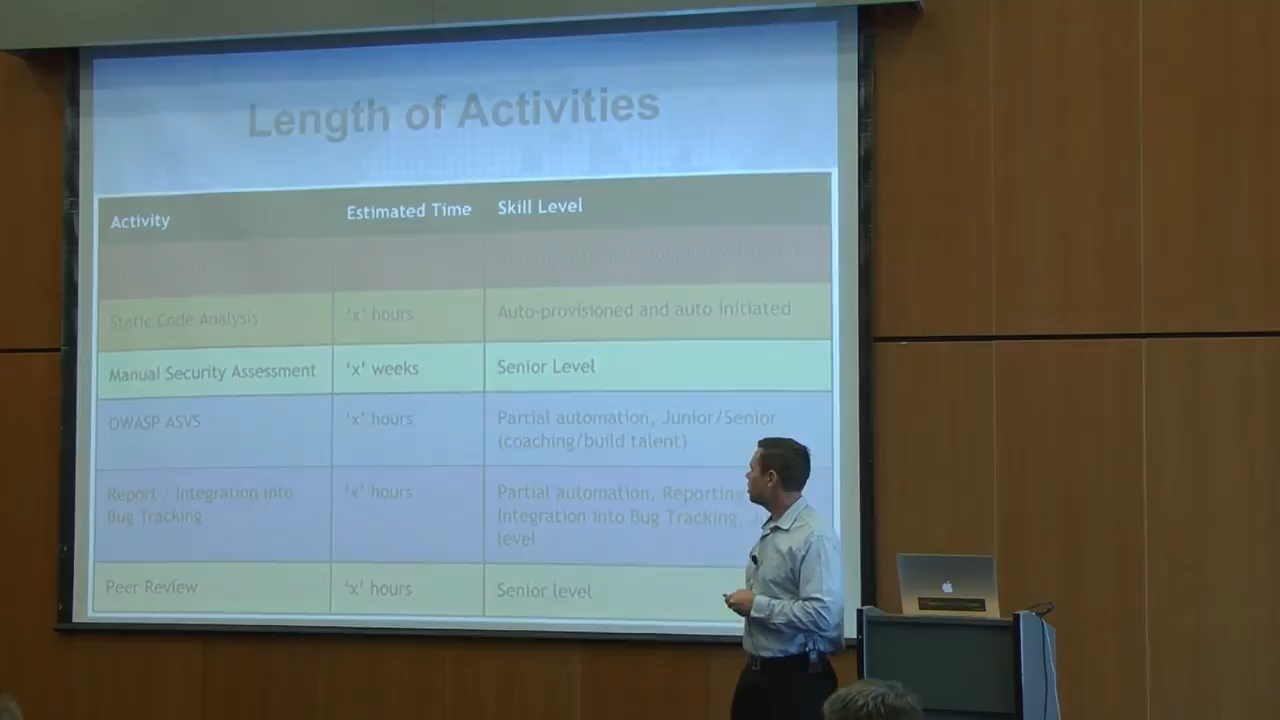 Length of Activities
Activity
Estimated Time
Skill Level
Static Code Analysis
'x' hours
Auto-provisioned and auto initiated
Manual Security Assessment
'x' weeks
Senior Level
OWASP ASVS
'x' hours
Partial automation, Junior/Senior
(coaching/build talent)
Report / Integration into
Bug Tracking
'x' hours
Partial automation, Reporting
Integration into Bug Tracking,
level
Peer Review
'x' hours
Senior level